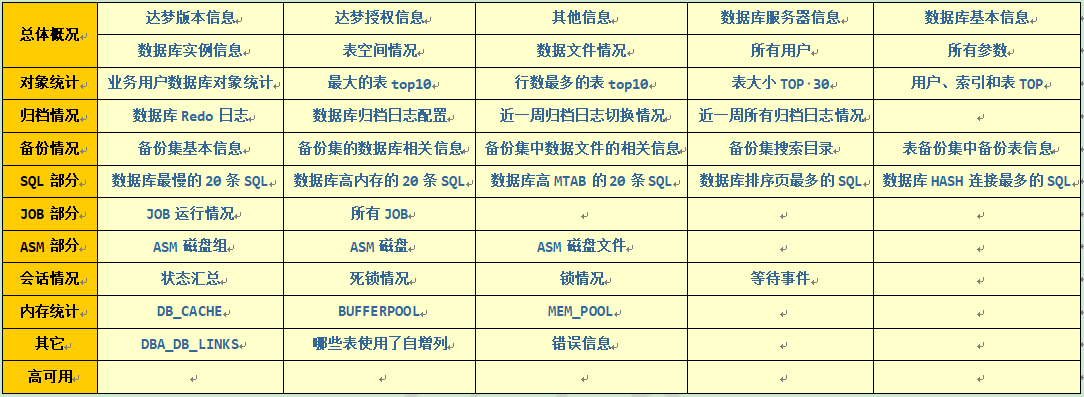 总体概况 达梦版本信息 达梦授权信息 其他信息 数据库服务器信息 数据库基本信息
数据库实例信息 表空间情况 数据文件情况 所有用户 所有参数
对象统计 业务用户数据库对象统计 最大的表 top10 行数最多的表 top10 表大小 TOP·30 用户、索引和表 TOP
归档情况 数据库 Redo 日志 数据库归档日志配置 近一周归档日志切换情况 近一周所有归档日志情况
备份情况 备份集基本信息 备份集的数据库相关信息 备份集中数据文件的相关信息 备份集搜索目录 表备份集中备份表信息
SQL 部分 数据库最慢的 20 条 SQL 数据库高内存的 20 条 SQL 数据库高 MTAB 的 20 条 SQL 数据库排序页最多的 SQL 数据库 HASH 连接最多的 SQL
JOB 部分 JOB 运行情况 所有 JOB
ASM 部分 ASM 磁盘组 ASM 磁盘 ASM 磁盘文件
会话情况 状态汇总 死锁情况 锁情况 等待事件
内存统计 DB_CACHE BUFFERPOOL MEM_POOL
其它 DBA_DB_LINKS 哪些表使用了自增列 错误信息
高可用